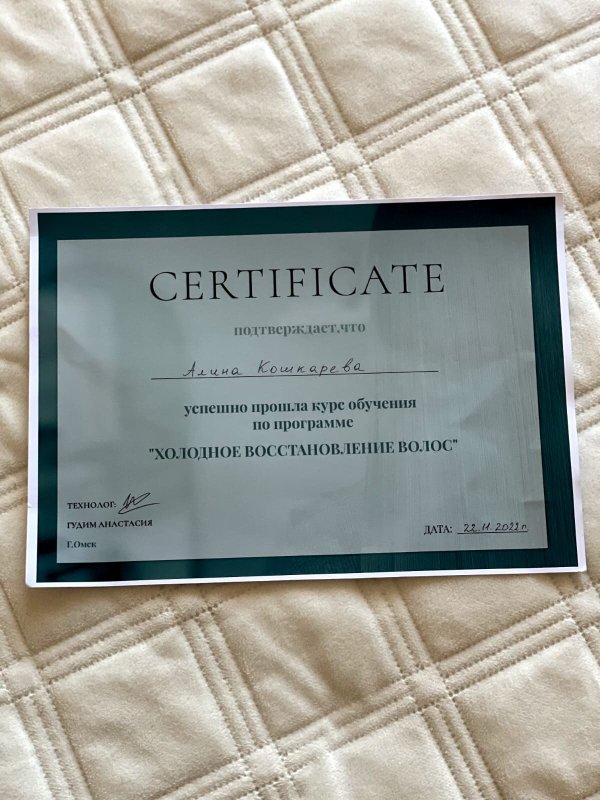 CERTIFICATE
подтверждает,что
Алина Кошкарева
успешно прошла курс обучения
по программе
"ХОЛОДНОЕ ВОССТАНОВЛЕНИЕ ВОЛОС"
ТЕХНОЛОГ:
ГУДИМ АНАСТАСИЯ
Г.Омск
ДАТА: 22.11.2022 г.